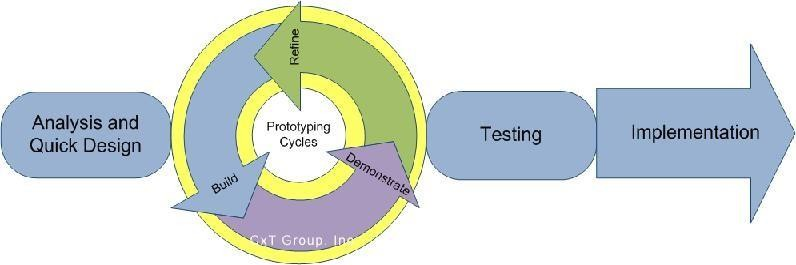 Analysis and
Quick Design
Refine
Prototyping
Cycles
Build
Demonstrate
CxT Group, Inc
Testing
Implementation